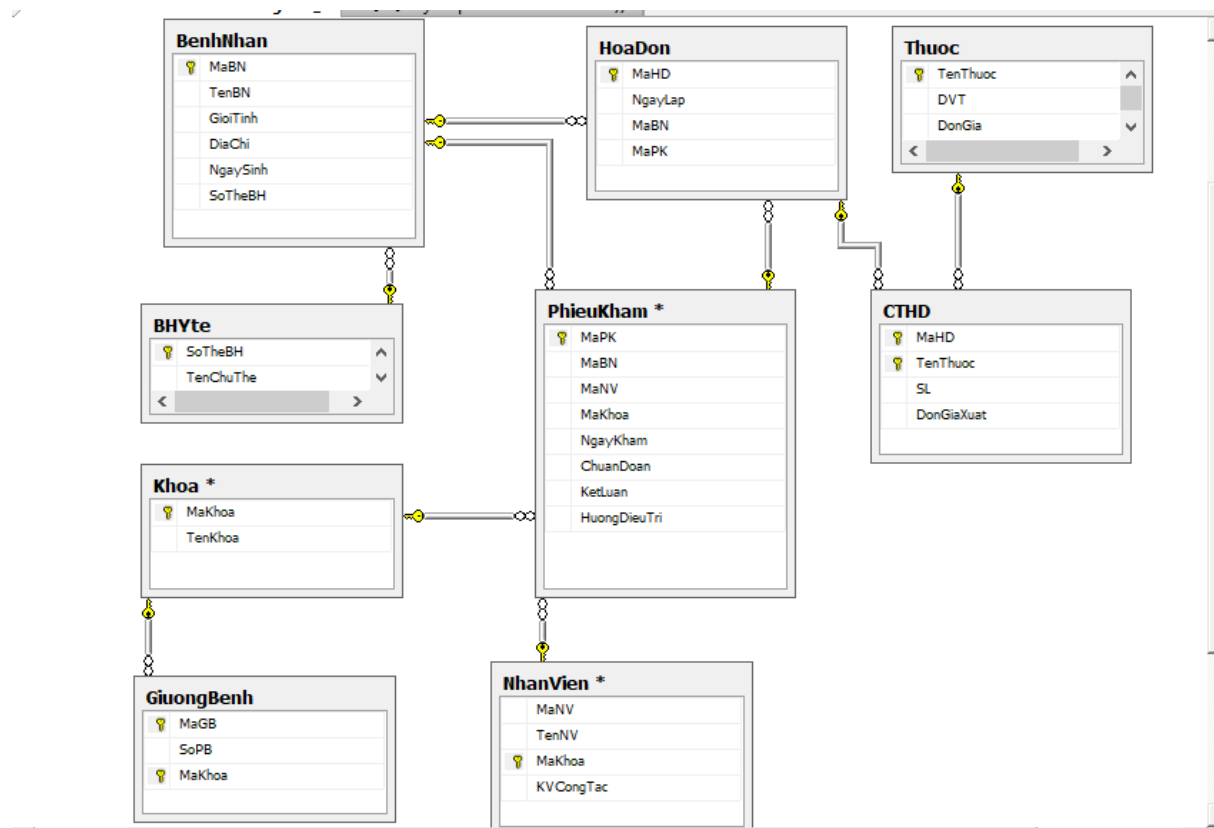 BenhNhan
MaBN
TenBN
GioiTinh
DiaChi
NgaySinh
SoTheBH
HoaDon
MaHD
NgayLap
MaBN
MaPK
Thuoc
TenThuoc
DVT
DonGia
BHYte
SoTheBH
TenChuThe
PhieuKham *
MaPK
MaBN
MaNV
MaKhoa
NgayKham
ChuanDoan
KetLuan
HuongDieuTri
CTHD
MaHD
TenThuoc
SL
DonGiaXuat
Khoa *
MaKhoa
TenKhoa
GiuongBenh
MaGB
SoPB
MaKhoa
NhanVien *
MaNV
TenNV
MaKhoa
KVCongTac